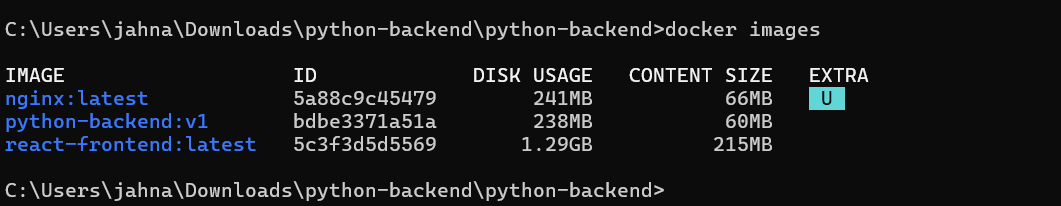 C:\Users\jahna\Downloads\python-backend\python-backend>docker images
IMAGE ID DISK USAGE CONTENT SIZE EXTRA
nginx:latest 5a88c9c45479 241MB 66MB U
python-backend:v1 bdbe3371a51a 238MB 60MB
react-frontend:latest 5c3f3d5d5569 1.29GB 215MB
C:\Users\jahna\Downloads\python-backend\python-backend>